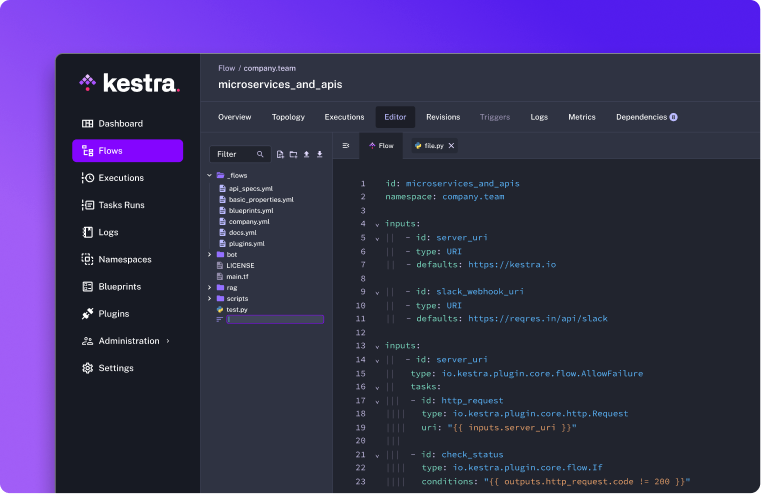 Flow / company.team
microservices_and_apis
kestra.
Dashboard
Flows
Executions
Tasks Runs
Logs
Namespaces
Blueprints
Plugins
Administration
Settings
Overview Topology Executions Editor Revisions Triggers Logs Metrics Dependencies 0
Filter
_flows
api_specs.yml
basic_properties.yml
blueprints.yml
company.yml
docs.yml
plugins.yml
bot
LICENSE
main.tf
rag
scripts
test.py
Flow file.py
1 id: microservices_and_apis
2 namespace: company.team
3
4 inputs:
5 - id: server_uri
6 - type: URI
7 - defaults: https://kestra.io
8
9 - id: slack_webhook_uri
10 - type: URI
11 - defaults: https://reqres.in/api/slack
12
13 inputs:
14 - id: server_uri
15 type: io.kestra.plugin.core.flow.AllowFailure
16 tasks:
17 - id: http_request
18 type: io.kestra.plugin.core.http.Request
19 uri: "{{ inputs.server_uri }}"
20
21 - id: check_status
22 type: io.kestra.plugin.core.flow.If
23 conditions: "{{ outputs.http_request.code != 200 }}"